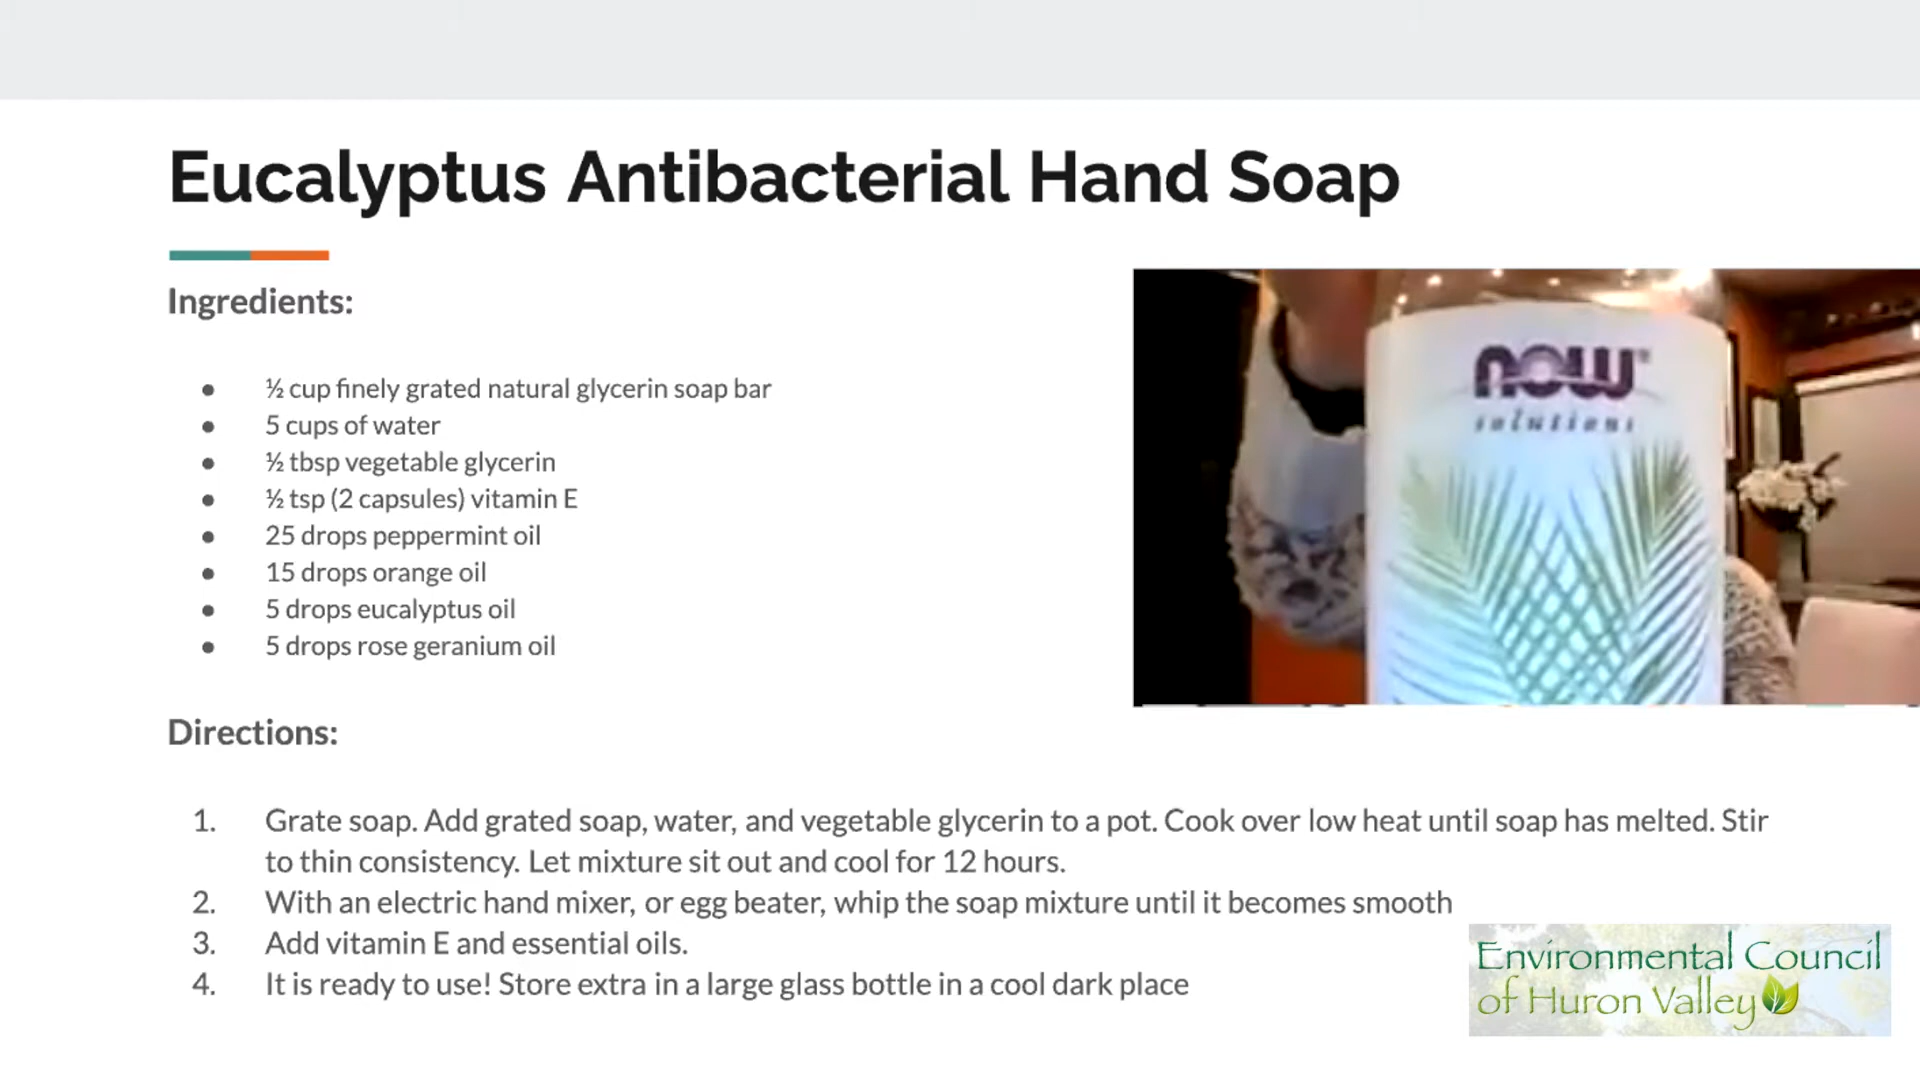 Eucalyptus Antibacterial Hand Soap
Ingredients:
● ½ cup finely grated natural glycerin soap bar
● 5 cups of water
● ½ tbsp vegetable glycerin
● ½ tsp (2 capsules) vitamin E
● 25 drops peppermint oil
● 15 drops orange oil
● 5 drops eucalyptus oil
● 5 drops rose geranium oil
now®
solutions
Directions:
1. Grate soap. Add grated soap, water, and vegetable glycerin to a pot. Cook over low heat until soap has melted. Stir
to thin consistency. Let mixture sit out and cool for 12 hours.
2. With an electric hand mixer, or egg beater, whip the soap mixture until it becomes smooth
3. Add vitamin E and essential oils.
4. It is ready to use! Store extra in a large glass bottle in a cool dark place
Environmental Council
of Huron Valley